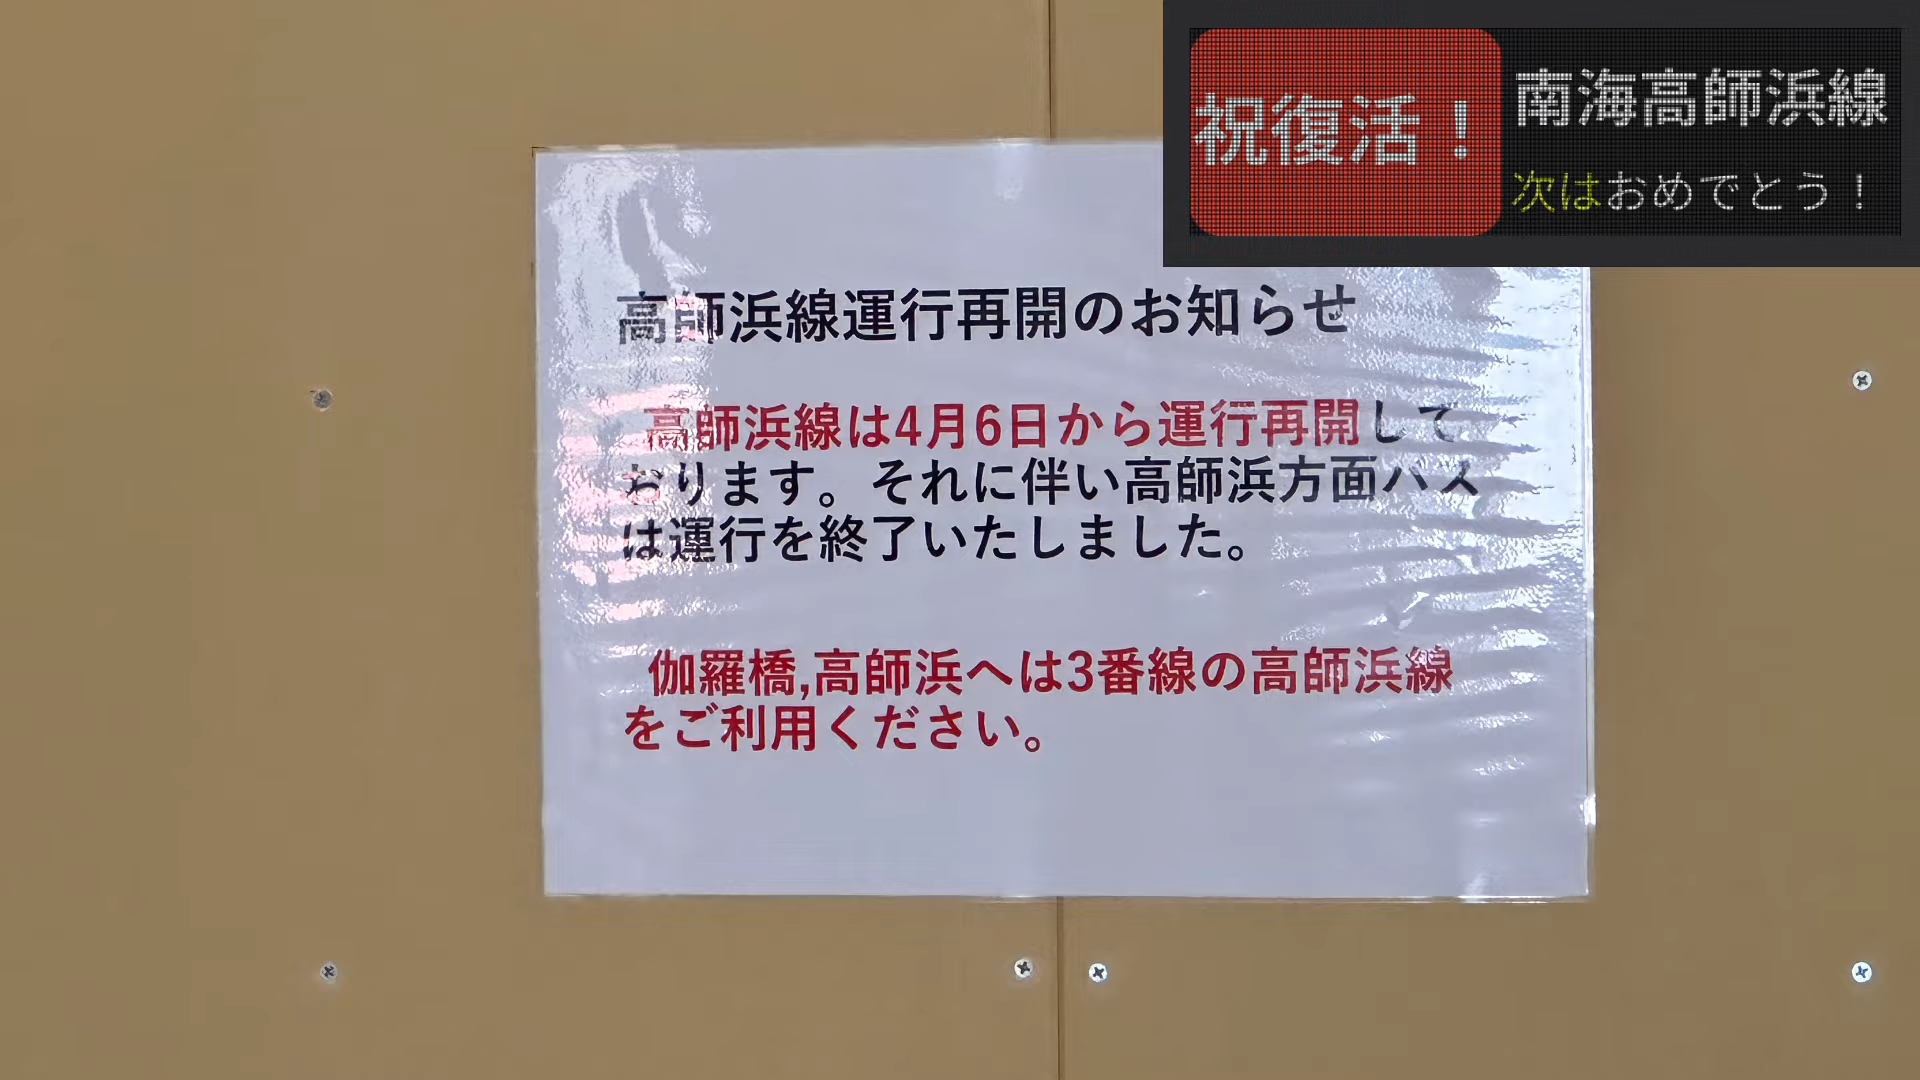 祝復活！
南海高師浜線
次はおめでとう！
高師浜線運行再開のお知らせ
高師浜線は4月6日から運行再開して
おります。それに伴い高師浜方面バス
は運行を終了いたしました。
伽羅橋,高師浜へは3番線の高師浜線
をご利用ください。